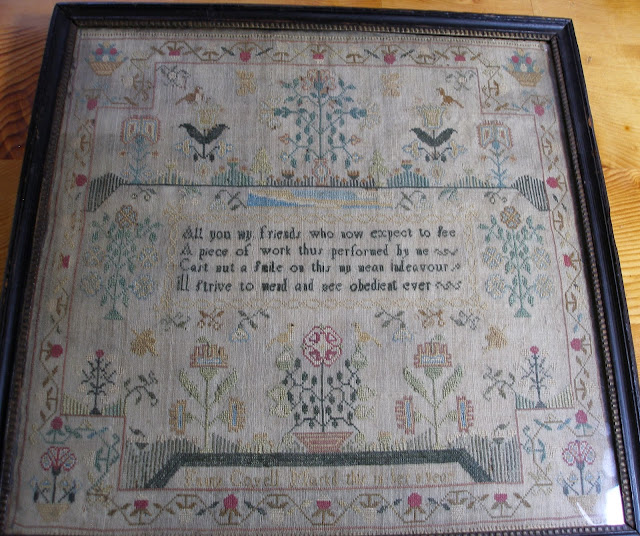 All you my friends who now expect to see
A piece of work thus performed by me
Cast but a smile on this my mean indeavour
ill strive to mend and bee obedient ever